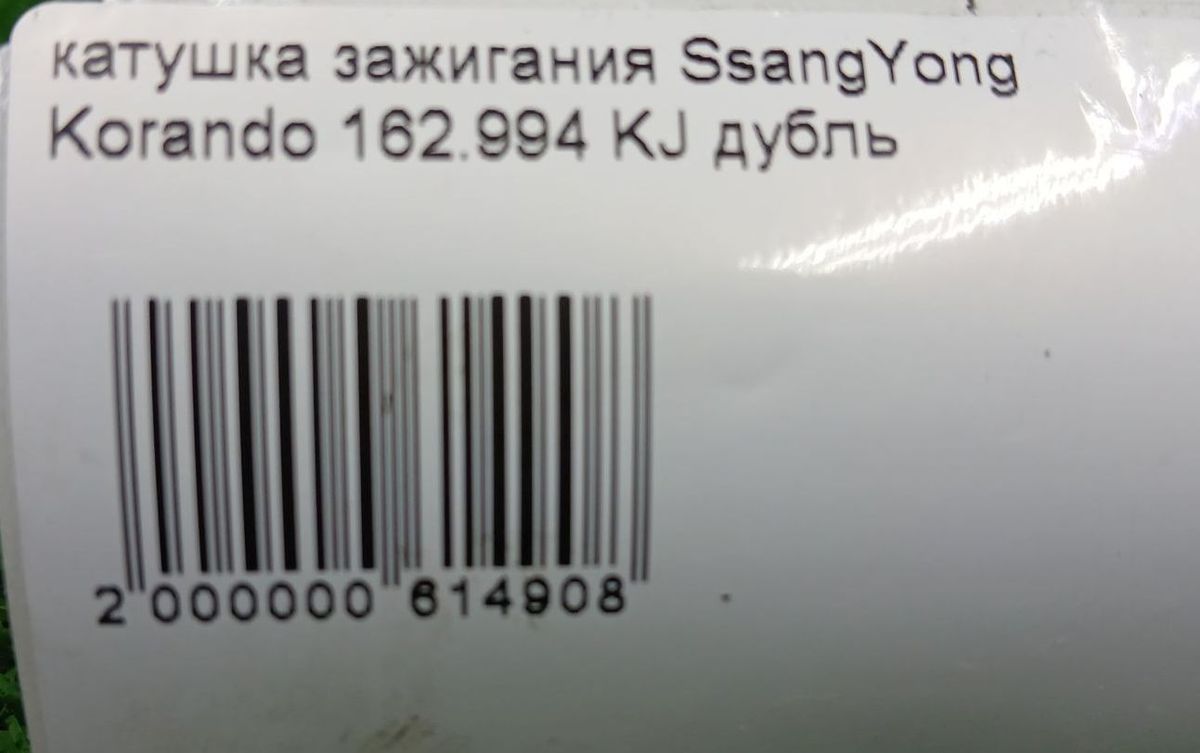 катушка зажигания SsangYong
Korando 162.994 KJ дубль
2 000000 614908